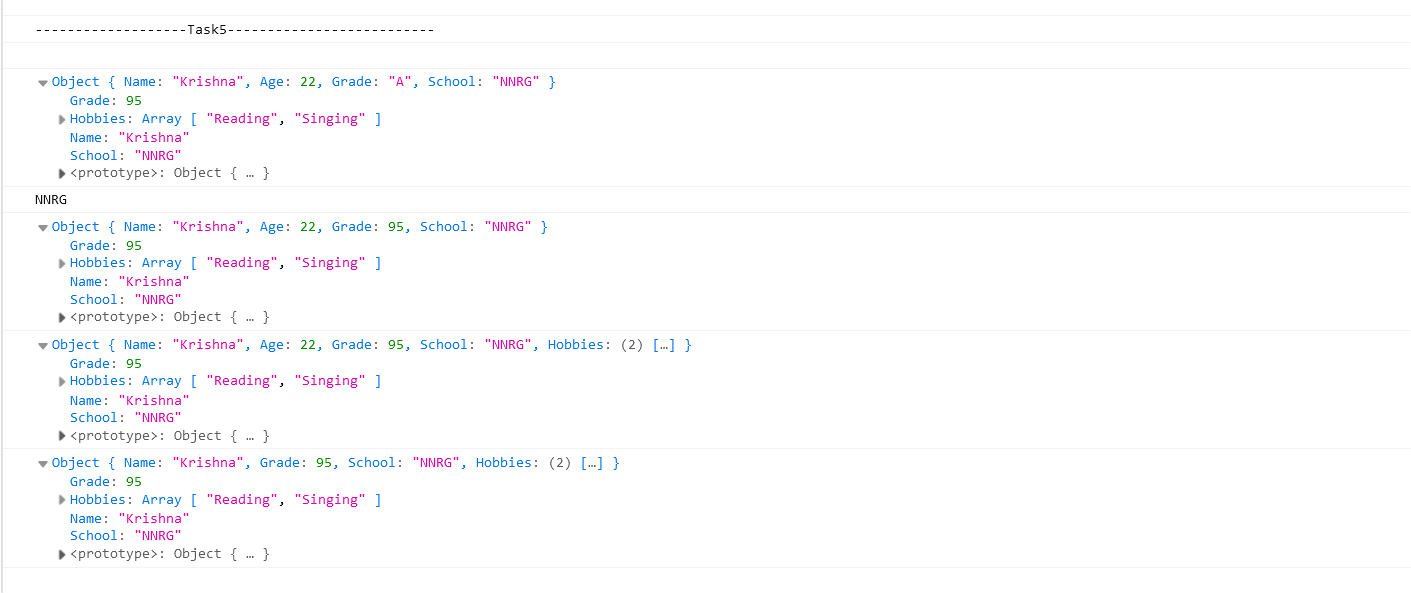 -------------------Task5--------------------------
Object { Name: "Krishna", Age: 22, Grade: "A", School: "NNRG" }
Grade: 95
Hobbies: Array [ "Reading", "Singing" ]
Name: "Krishna"
School: "NNRG"
<prototype>: Object { … }
NNRG
Object { Name: "Krishna", Age: 22, Grade: 95, School: "NNRG" }
Grade: 95
Hobbies: Array [ "Reading", "Singing" ]
Name: "Krishna"
School: "NNRG"
<prototype>: Object { … }
Object { Name: "Krishna", Age: 22, Grade: 95, School: "NNRG", Hobbies: (2) […] }
Grade: 95
Hobbies: Array [ "Reading", "Singing" ]
Name: "Krishna"
School: "NNRG"
<prototype>: Object { … }
Object { Name: "Krishna", Grade: 95, School: "NNRG", Hobbies: (2) […] }
Grade: 95
Hobbies: Array [ "Reading", "Singing" ]
Name: "Krishna"
School: "NNRG"
<prototype>: Object { … }